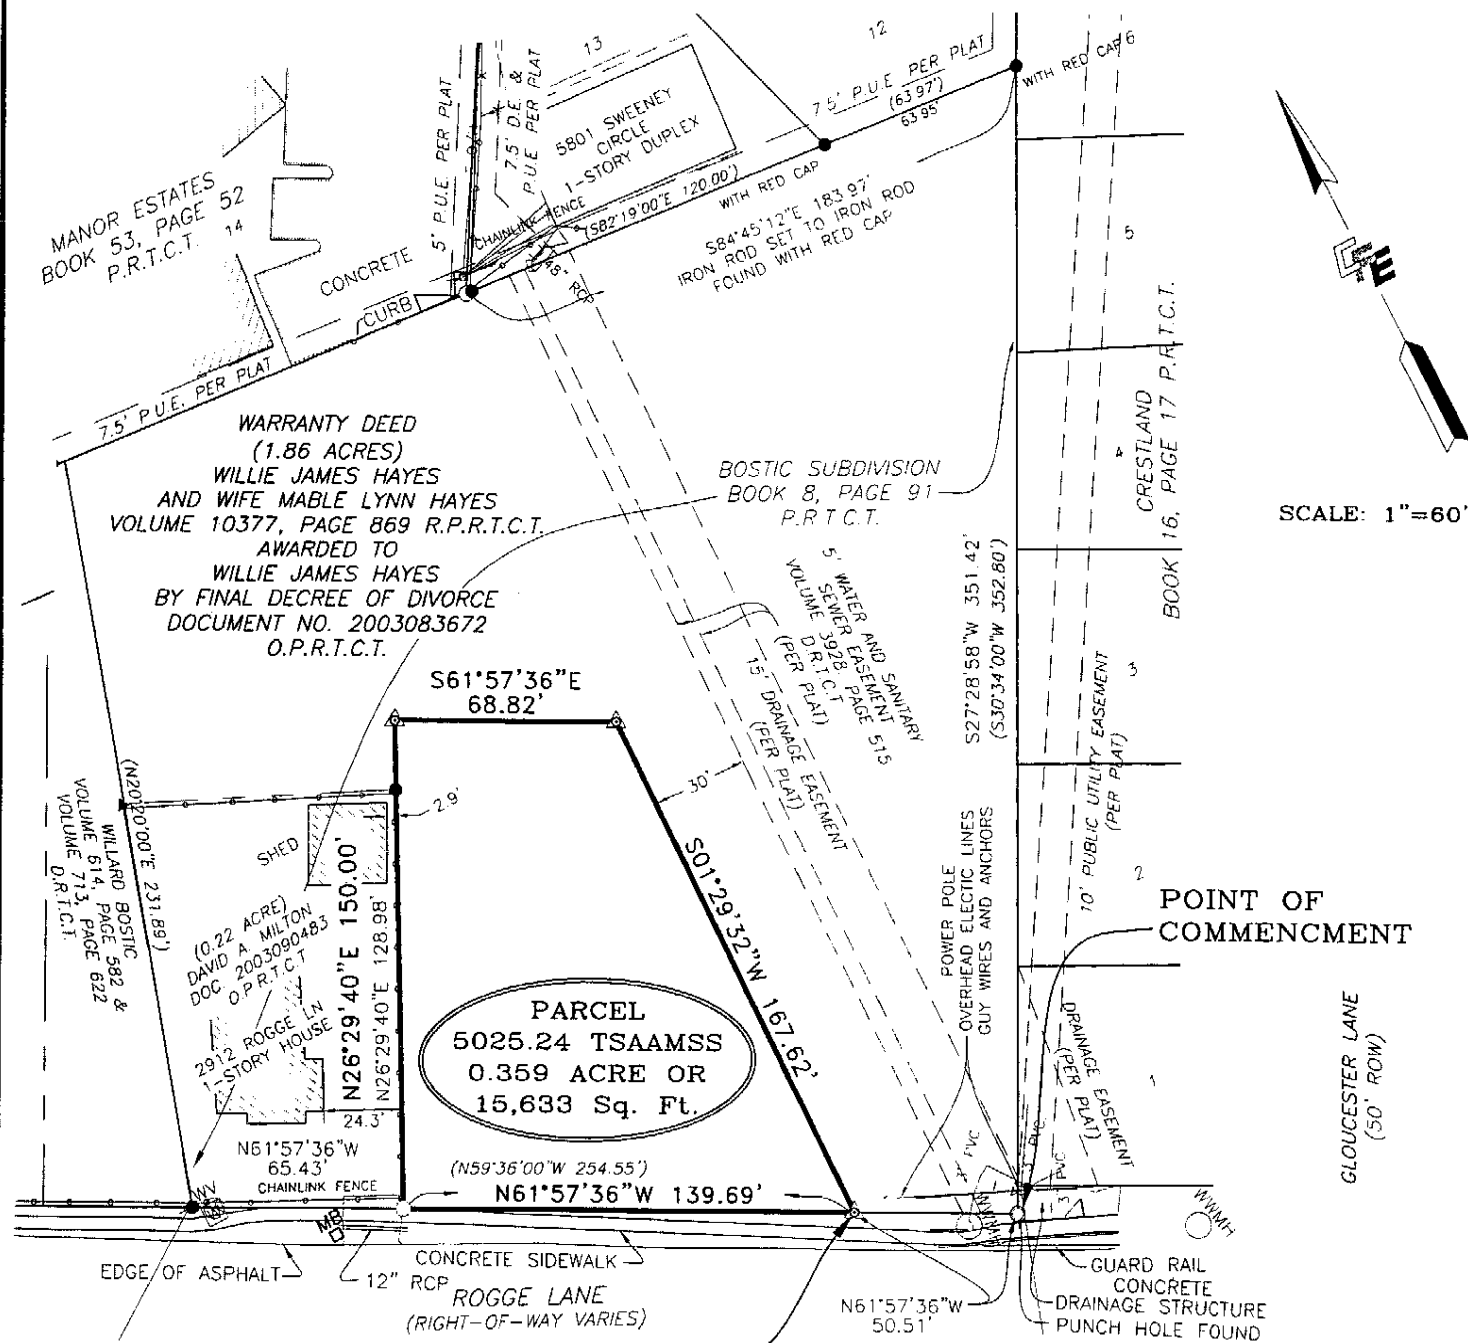 13
12
5' P.U.E. PER PLAT
7.5' D.E. &
P.U.E PER PLAT
5801 SWEENEY
CIRCLE
1-STORY DUPLEX
7.5' P.U.E PER PLAT
(63.97')
63.95'
WITH RED CAP
6
MANOR ESTATES
BOOK 53, PAGE 52
P.R.T.C.T.
14
CONCRETE
CURB
CHAINLINK FENCE
(S82°19'00"E 120.00')
WITH RED CAP
S84°45'12"E 183.97'
IRON ROD SET TO IRON ROD
FOUND WITH RED CAP
48" RCP
5
7.5' P.U.E. PER PLAT
WARRANTY DEED
(1.86 ACRES)
WILLIE JAMES HAYES
AND WIFE MABLE LYNN HAYES
VOLUME 10377, PAGE 869 R.P.R.T.C.T.
AWARDED TO
WILLIE JAMES HAYES
BY FINAL DECREE OF DIVORCE
DOCUMENT NO. 2003083672
O.P.R.T.C.T.
BOSTIC SUBDIVISION
BOOK 8, PAGE 91
P.R.T.C.T.
4
CRESTLAND
BOOK 16, PAGE 17 P.R.T.C.T.
SCALE: 1"=60'
5' WATER AND SANITARY
SEWER EASEMENT
VOLUME 3928, PAGE 515
D.R.T.C.T
(PER PLAT)
15' DRAINAGE EASEMENT
(PER PLAT)
S27°28'58"W 351.42'
(S30°34'00"W 352.80')
3
10' PUBLIC UTILITY EASEMENT
(PER PLAT)
2
S61°57'36"E
68.82'
30'
2.9'
SHED
(N20°20'00"E 231.89')
WILLARD BOSTIC
VOLUME 614, PAGE 582 &
VOLUME 713, PAGE 622
D.R.T.C.T.
(0.22 ACRE)
DAVID A. MILTON
DOC. 2003090483
O.P.R.T.C.T
2912 ROGGE LN
1-STORY HOUSE
N26°29'40"E 150.00'
N26°29'40"E 128.98'
24.3'
S01°29'32"W 167.62'
PARCEL
5025.24 TSAAMSS
0.359 ACRE OR
15,633 Sq. Ft.
POWER POLE
OVERHEAD ELECTIC LINES
GUY WIRES AND ANCHORS
POINT OF
COMMENCMENT
DRAINAGE EASEMENT
(PER PLAT)
1
GLOUCESTER LANE
(50' ROW)
N61°57'36"W
65.43'
CHAINLINK FENCE
(N59°36'00"W 254.55')
N61°57'36"W 139.69'
WV
MB
PVC
PVC
3" PVC
WWMH
WWMH
EDGE OF ASPHALT
12" RCP
CONCRETE SIDEWALK
ROGGE LANE
(RIGHT-OF-WAY VARIES)
N61°57'36"W
50.51'
GUARD RAIL
CONCRETE
DRAINAGE STRUCTURE
PUNCH HOLE FOUND